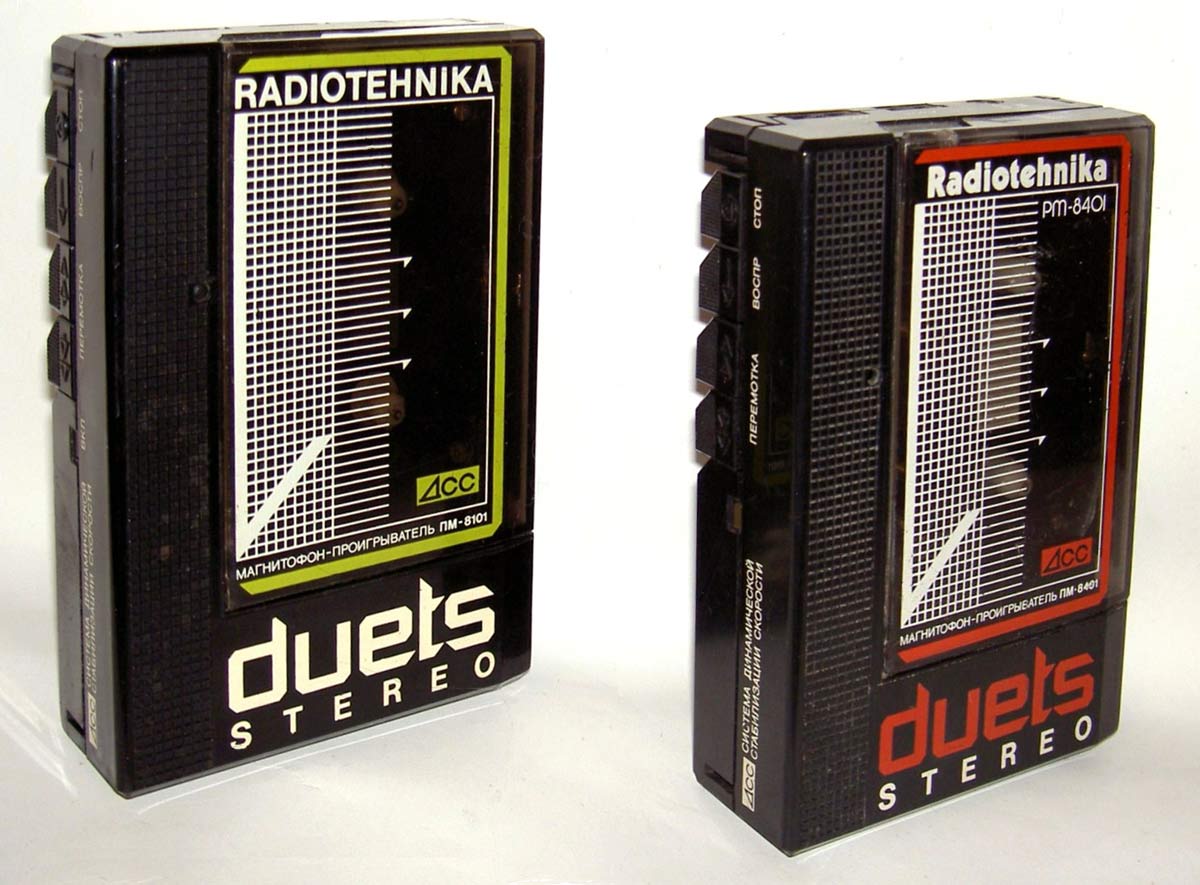 RADIOTEHNIKA
ДСС
МАГНИТОФОН-ПРОИГРЫВАТЕЛЬ ПМ-8101
duets
STEREO
СТОП
ВОСПР
ПЕРЕМОТКА
ВКЛ
ДСС СИСТЕМА ДИНАМИЧЕСКОЙ
СТАБИЛИЗАЦИИ СКОРОСТИ
Radiotehnika
PM-8401
ДСС
МАГНИТОФОН-ПРОИГРЫВАТЕЛЬ ПМ-8401
duets
STEREO
СТОП
ВОСПР
ПЕРЕМОТКА
ДСС СИСТЕМА ДИНАМИЧЕСКОЙ
СТАБИЛИЗАЦИИ СКОРОСТИ